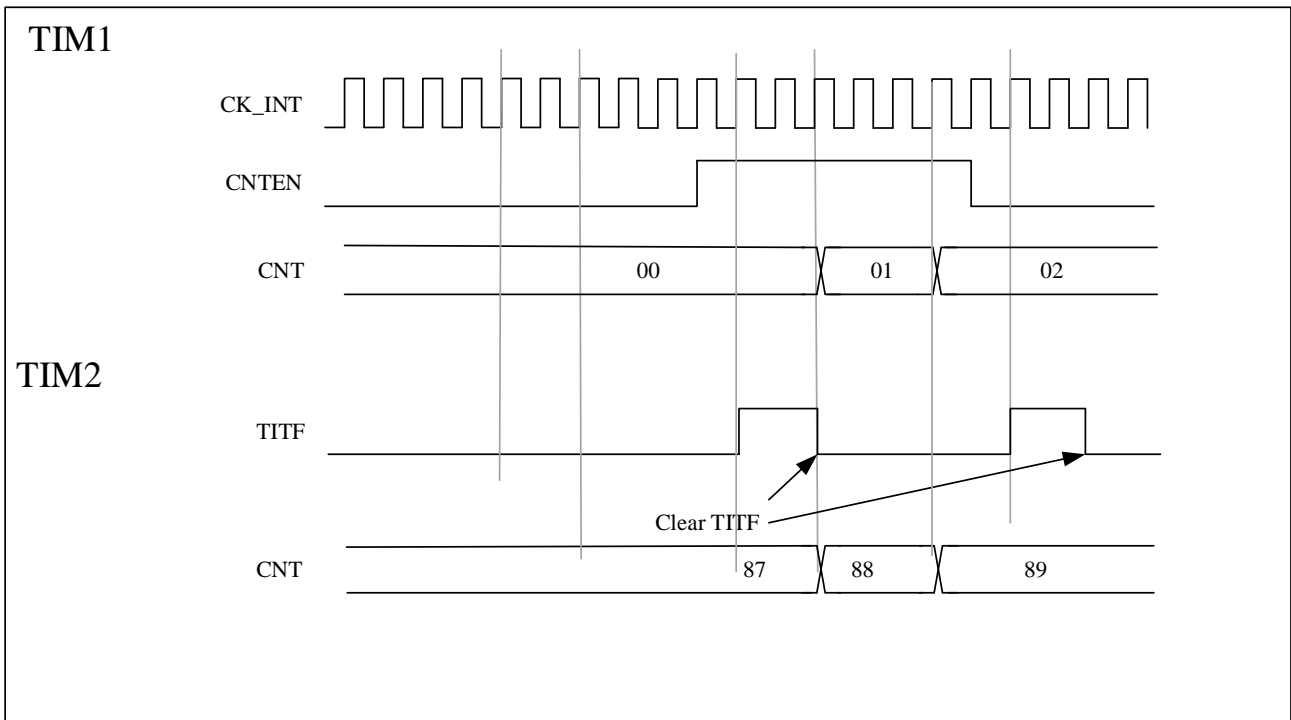 TIM1
CK_INT
CNTEN
CNT
00
01
02
TIM2
TITF
Clear TITF
CNT
87
88
89